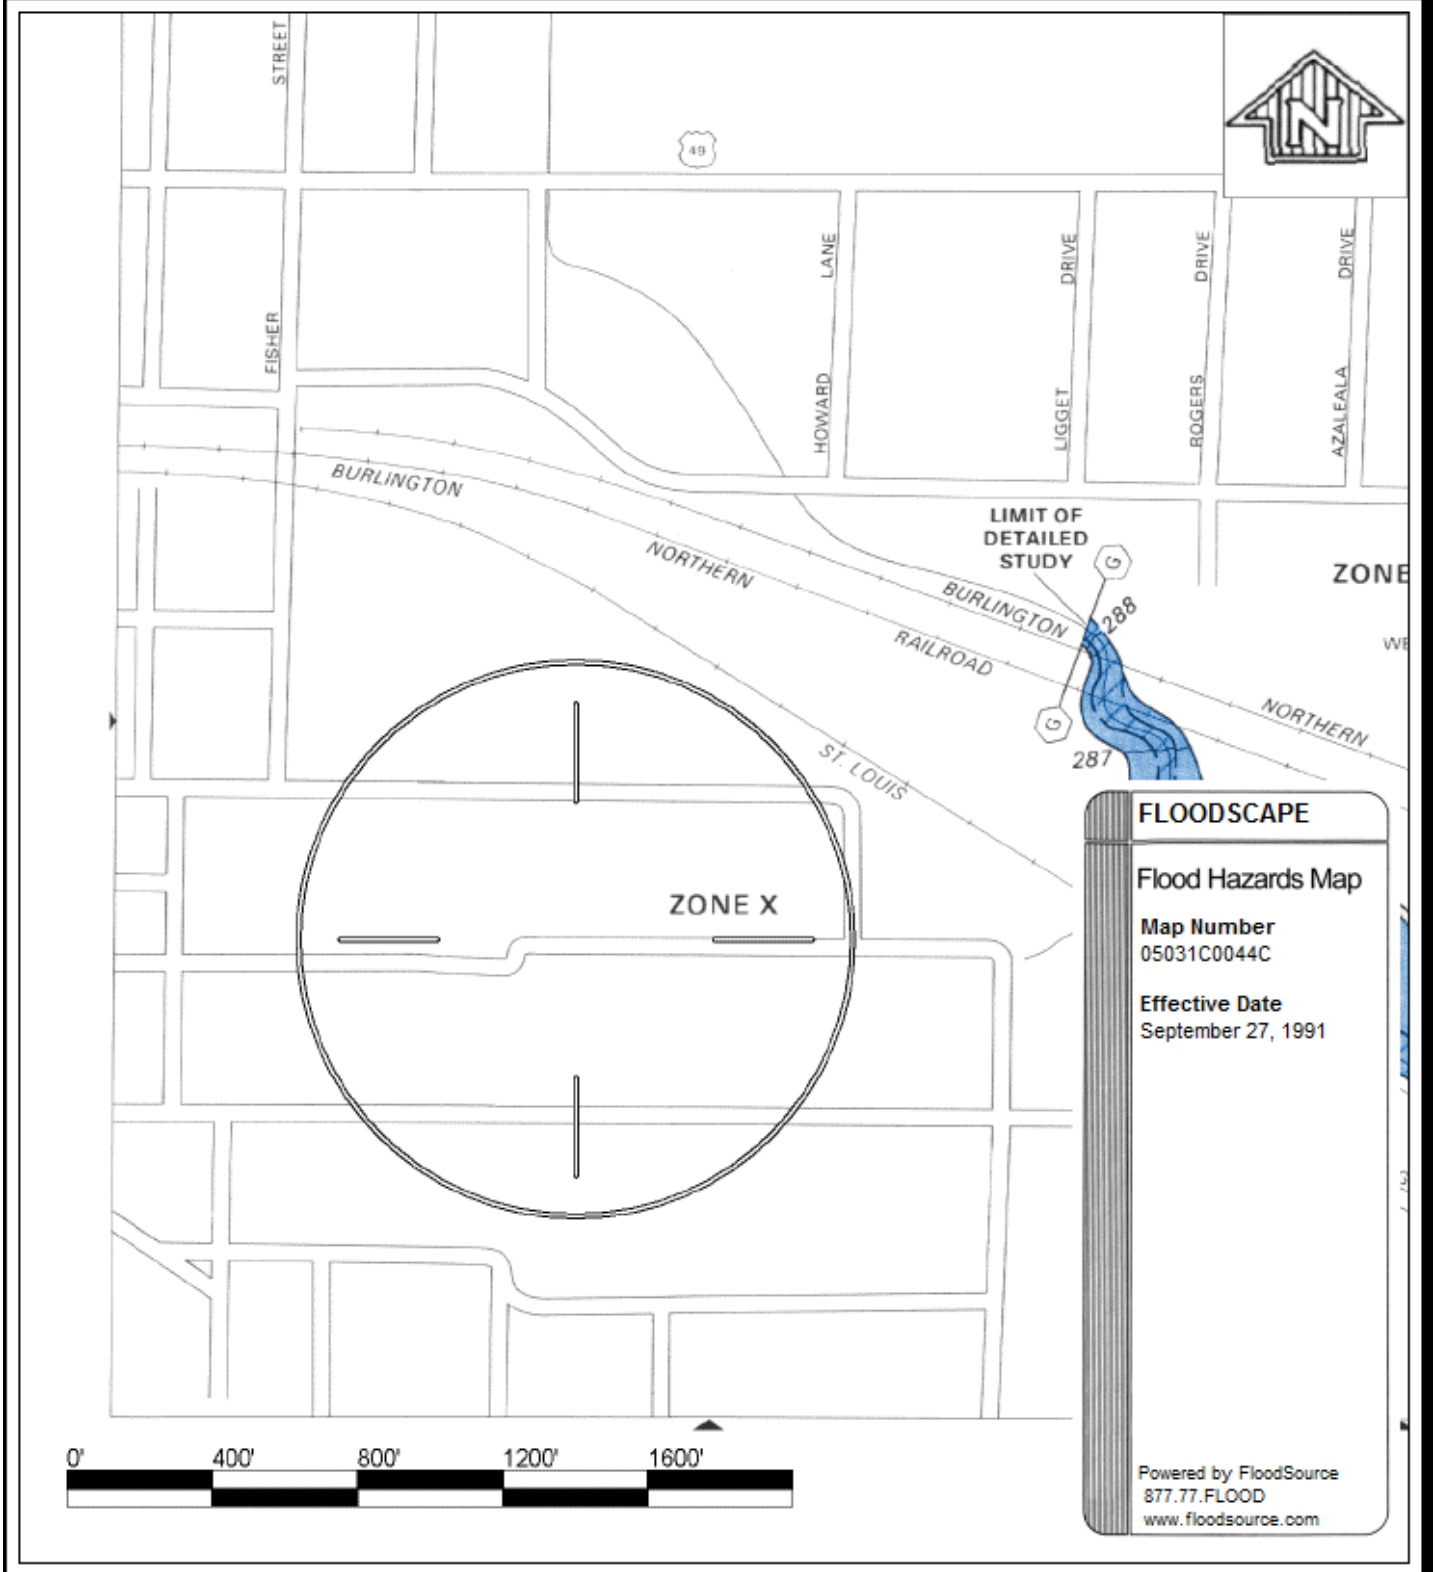 STREET
N
49
FISHER
HOWARD LANE
LIGGET DRIVE
ROGERS DRIVE
AZALEALA DRIVE
BURLINGTON
NORTHERN
RAILROAD
LIMIT OF
DETAILED
STUDY
G
288
ZONE
BURLINGTON
NORTHERN
G
287
ST. LOUIS
ZONE X
FLOODSCAPE
Flood Hazards Map
Map Number
05031C0044C
Effective Date
September 27, 1991
Powered by FloodSource
877.77.FLOOD
www.floodsource.com
0' 400' 800' 1200' 1600'